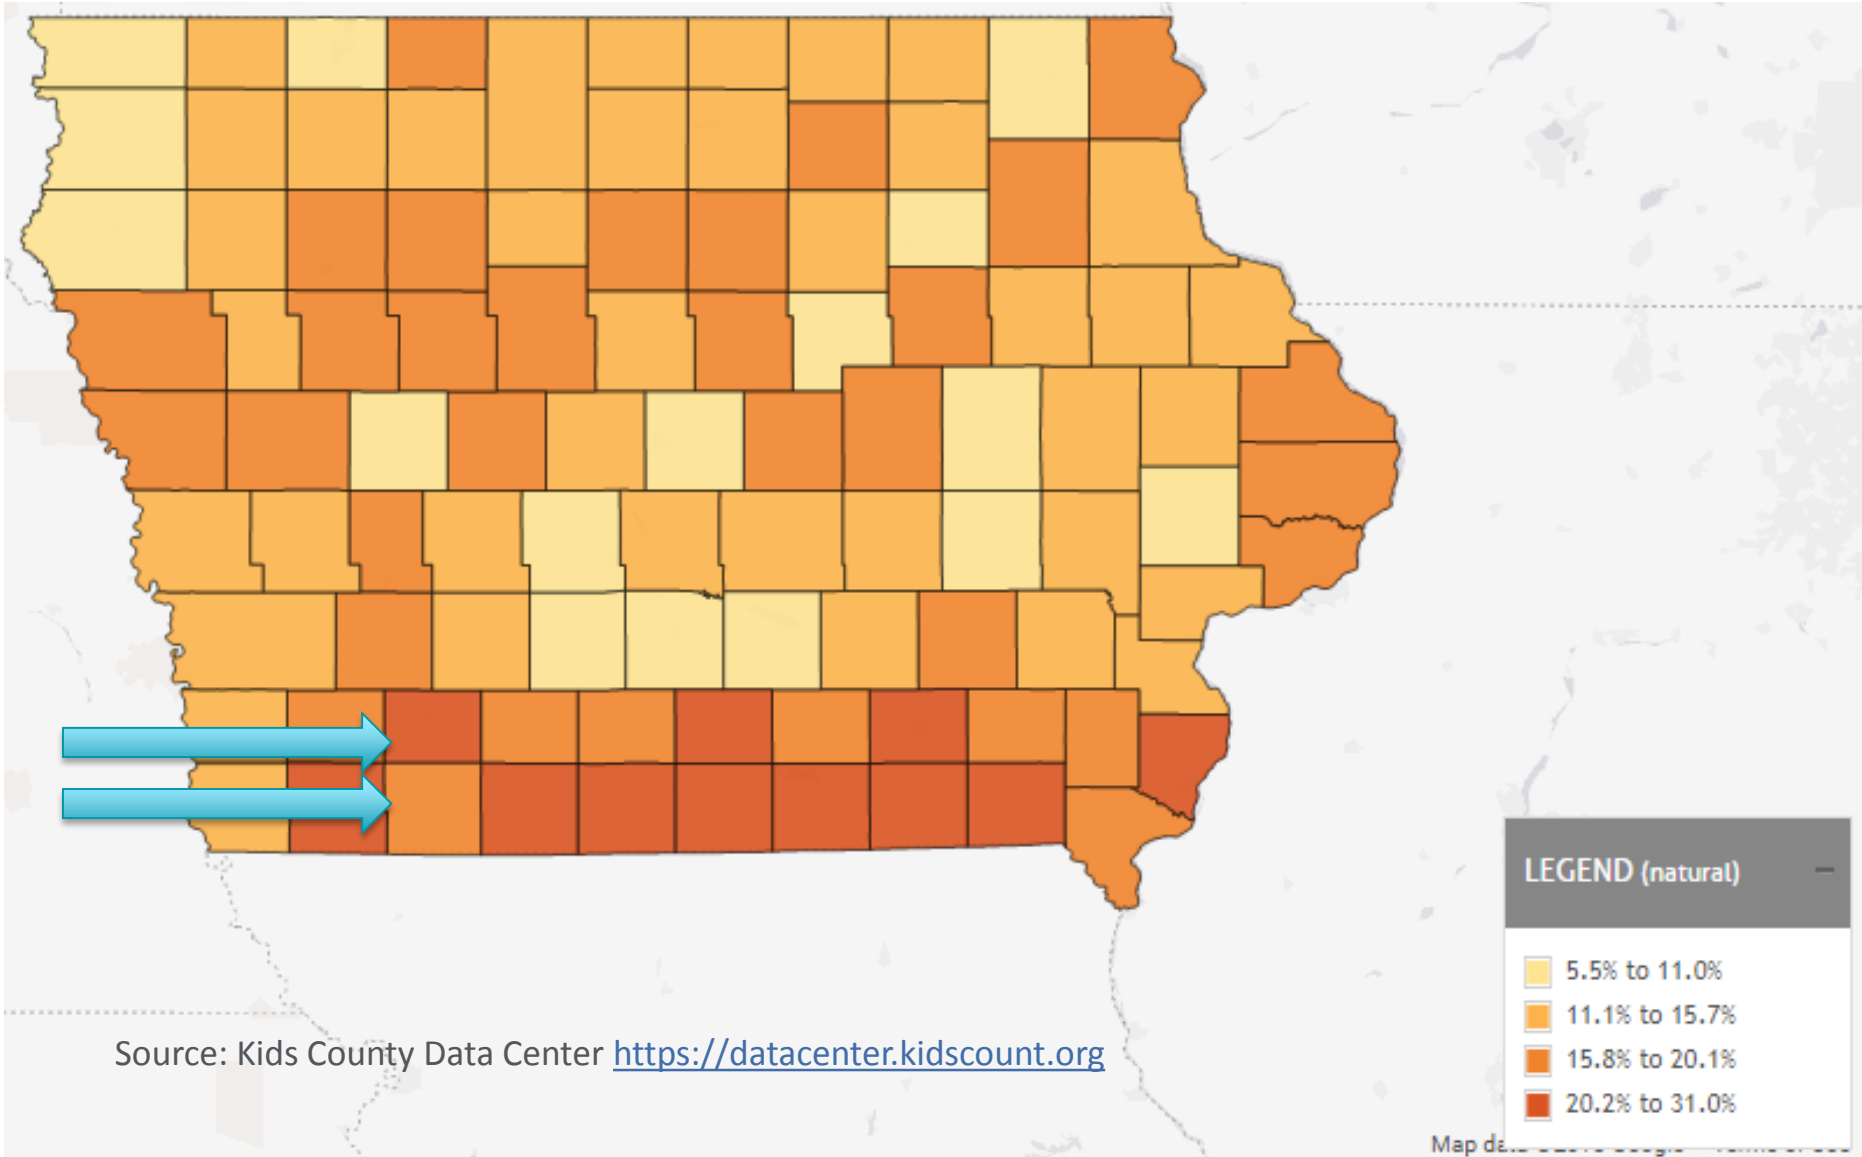 LEGEND (natural)
5.5% to 11.0%
11.1% to 15.7%
15.8% to 20.1%
20.2% to 31.0%
Source: Kids County Data Center https://datacenter.kidscount.org
Map